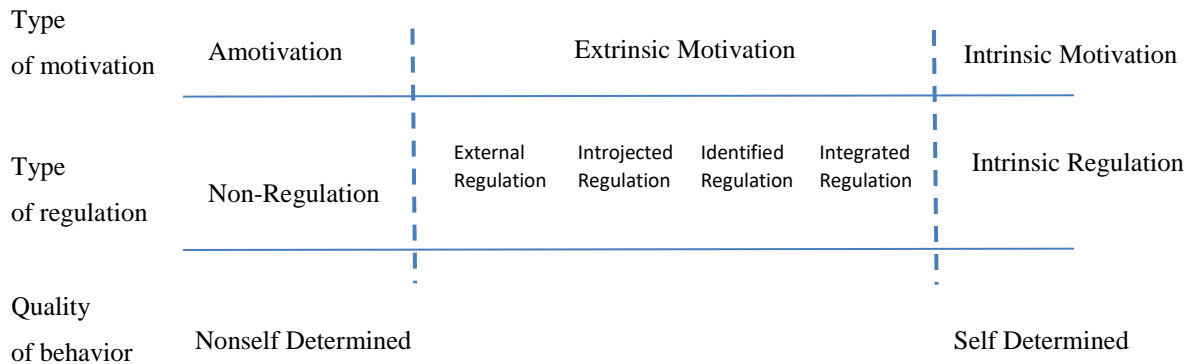 Type
of motivation
Amotivation
Extrinsic Motivation
Intrinsic Motivation
Type
of regulation
Non-Regulation
External
Regulation
Introjected
Regulation
Identified
Regulation
Integrated
Regulation
Intrinsic Regulation
Quality
of behavior
Nonself Determined
Self Determined